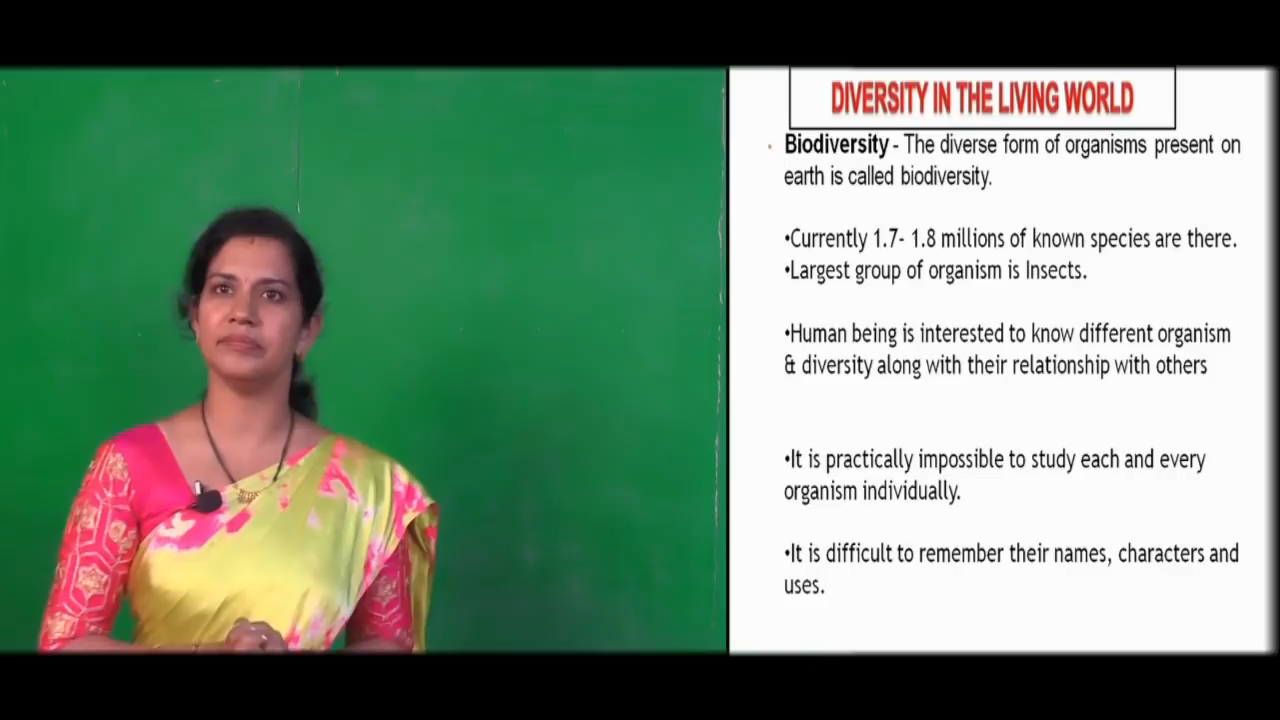 DIVERSITY IN THE LIVING WORLD
• Biodiversity - The diverse form of organisms present on
earth is called biodiversity.
•Currently 1.7- 1.8 millions of known species are there.
•Largest group of organism is Insects.
•Human being is interested to know different organism
& diversity along with their relationship with others
•It is practically impossible to study each and every
organism individually.
•It is difficult to remember their names, characters and
uses.